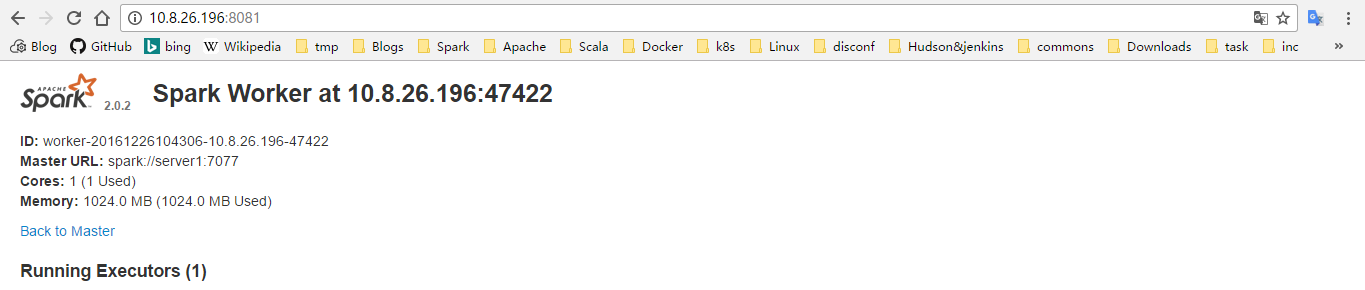 10.8.26.196:8081
Blog GitHub bing Wikipedia tmp Blogs Spark Apache Scala Docker k8s Linux disconf Hudson&jenkins commons Downloads task inc »
APACHE Spark 2.0.2 Spark Worker at 10.8.26.196:47422
ID: worker-20161226104306-10.8.26.196-47422
Master URL: spark://server1:7077
Cores: 1 (1 Used)
Memory: 1024.0 MB (1024.0 MB Used)
Back to Master
Running Executors (1)